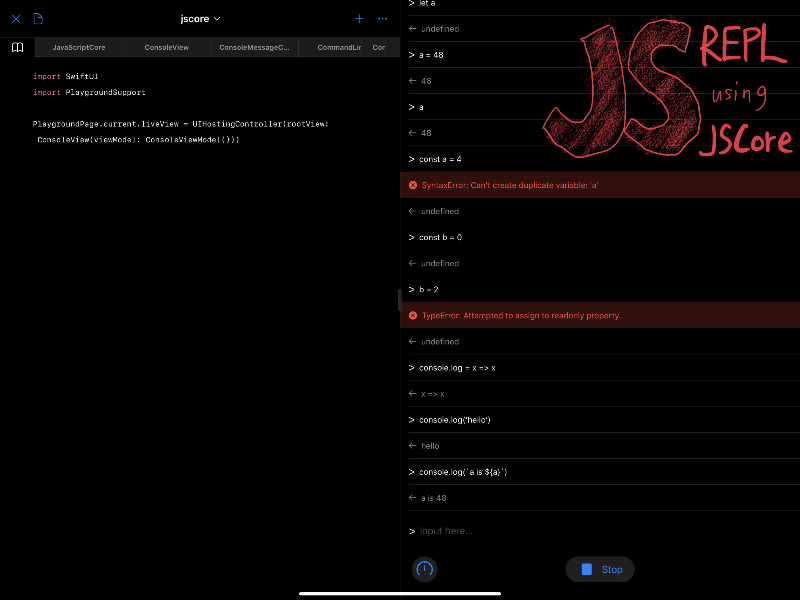 jscore
JavaScriptCore
ConsoleView
ConsoleMessageC...
CommandLir
Cor
import SwiftUI
import PlaygroundSupport
PlaygroundPage.current.liveView = UIHostingController(rootView:
ConsoleView(viewModel: ConsoleViewModel()))
> let a
← undefined
> a = 48
← 48
> a
← 48
> const a = 4
SyntaxError: Can't create duplicate variable: 'a'
← undefined
> const b = 0
← undefined
> b = 2
TypeError: Attempted to assign to readonly property.
← undefined
> console.log = x => x
← x => x
> console.log('hello')
← hello
> console.log(`a is ${a}`)
← a is 48
> Input here...
Stop
JS REPL
using
JSCore